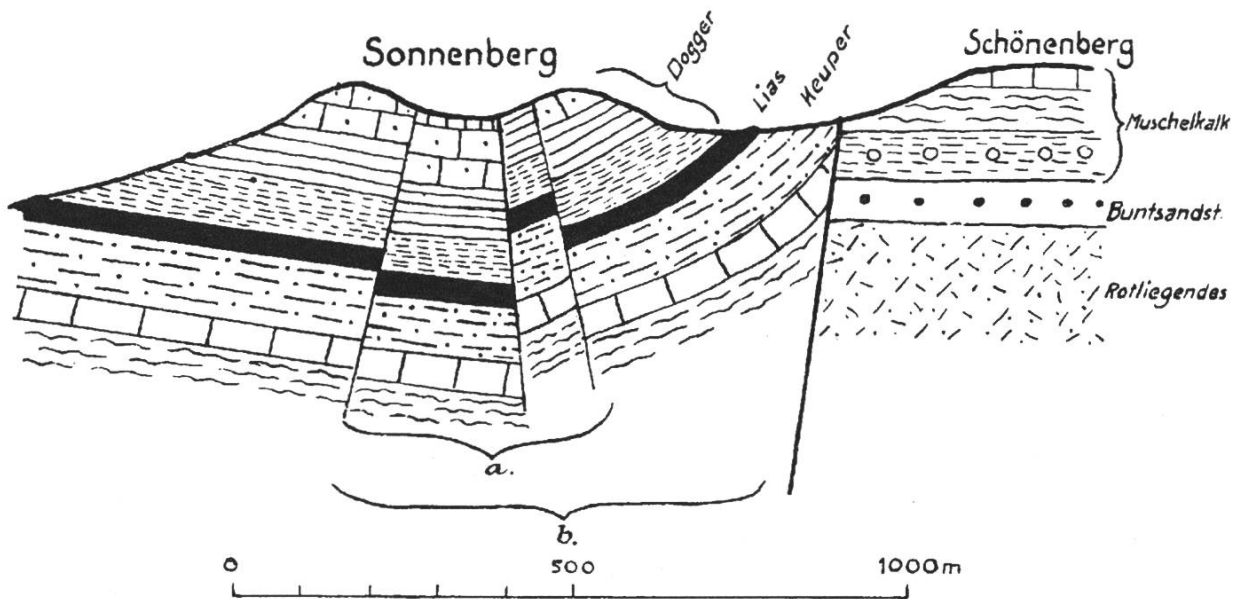 Sonnenberg
Dogger
Lias
Keuper
Schönenberg
Muschelkalk
Buntsandst.
Rotliegendes
a.
b.
0 500 1000m